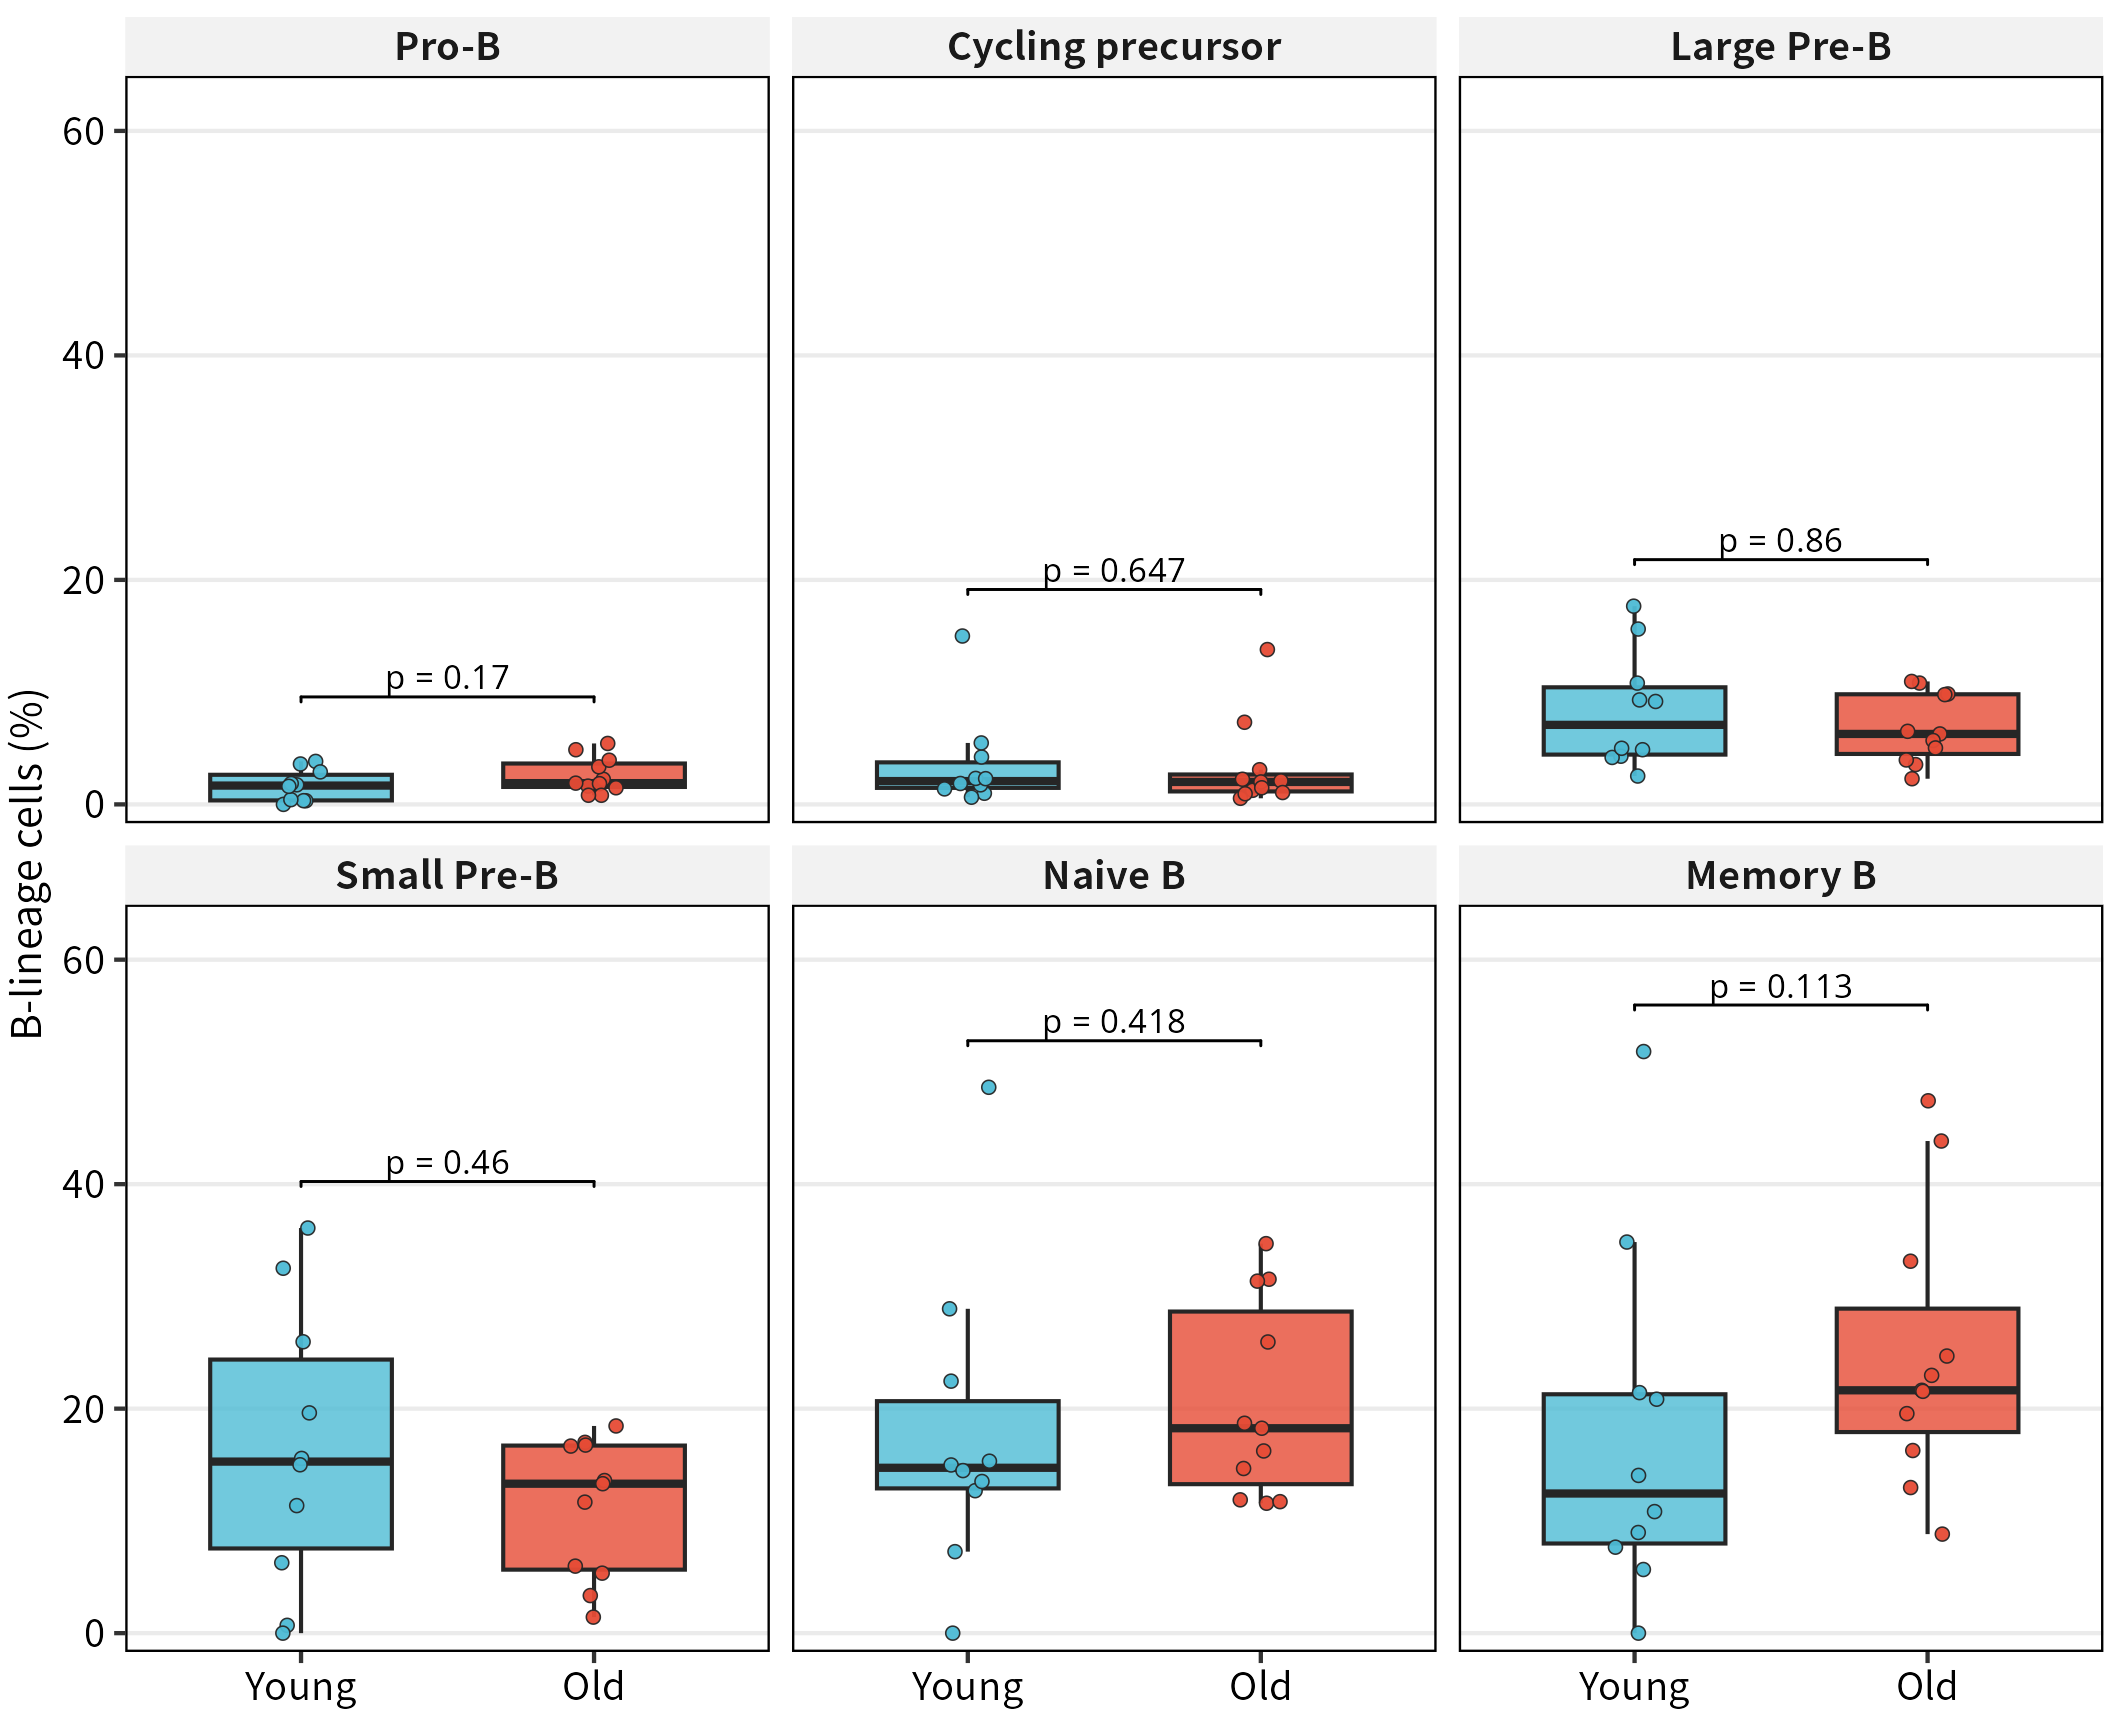 Pro-B
Cycling precursor
Large Pre-B
B-lineage cells (%)
60
40
20
0
p = 0.17
p = 0.647
p = 0.86
Small Pre-B
Naive B
Memory B
60
40
20
0
p = 0.46
p = 0.418
p = 0.113
Young
Old
Young
Old
Young
Old